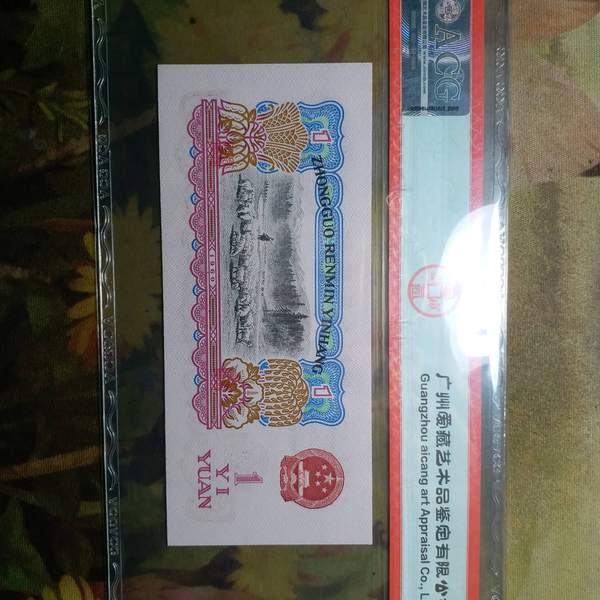 ACG
广州爱藏艺术品鉴定有限公
Guangzhou aicang art Appraisal Co., L
ZHONGGUO RENMIN YINHANG
1
1
(1960)
YI
1
YUAN